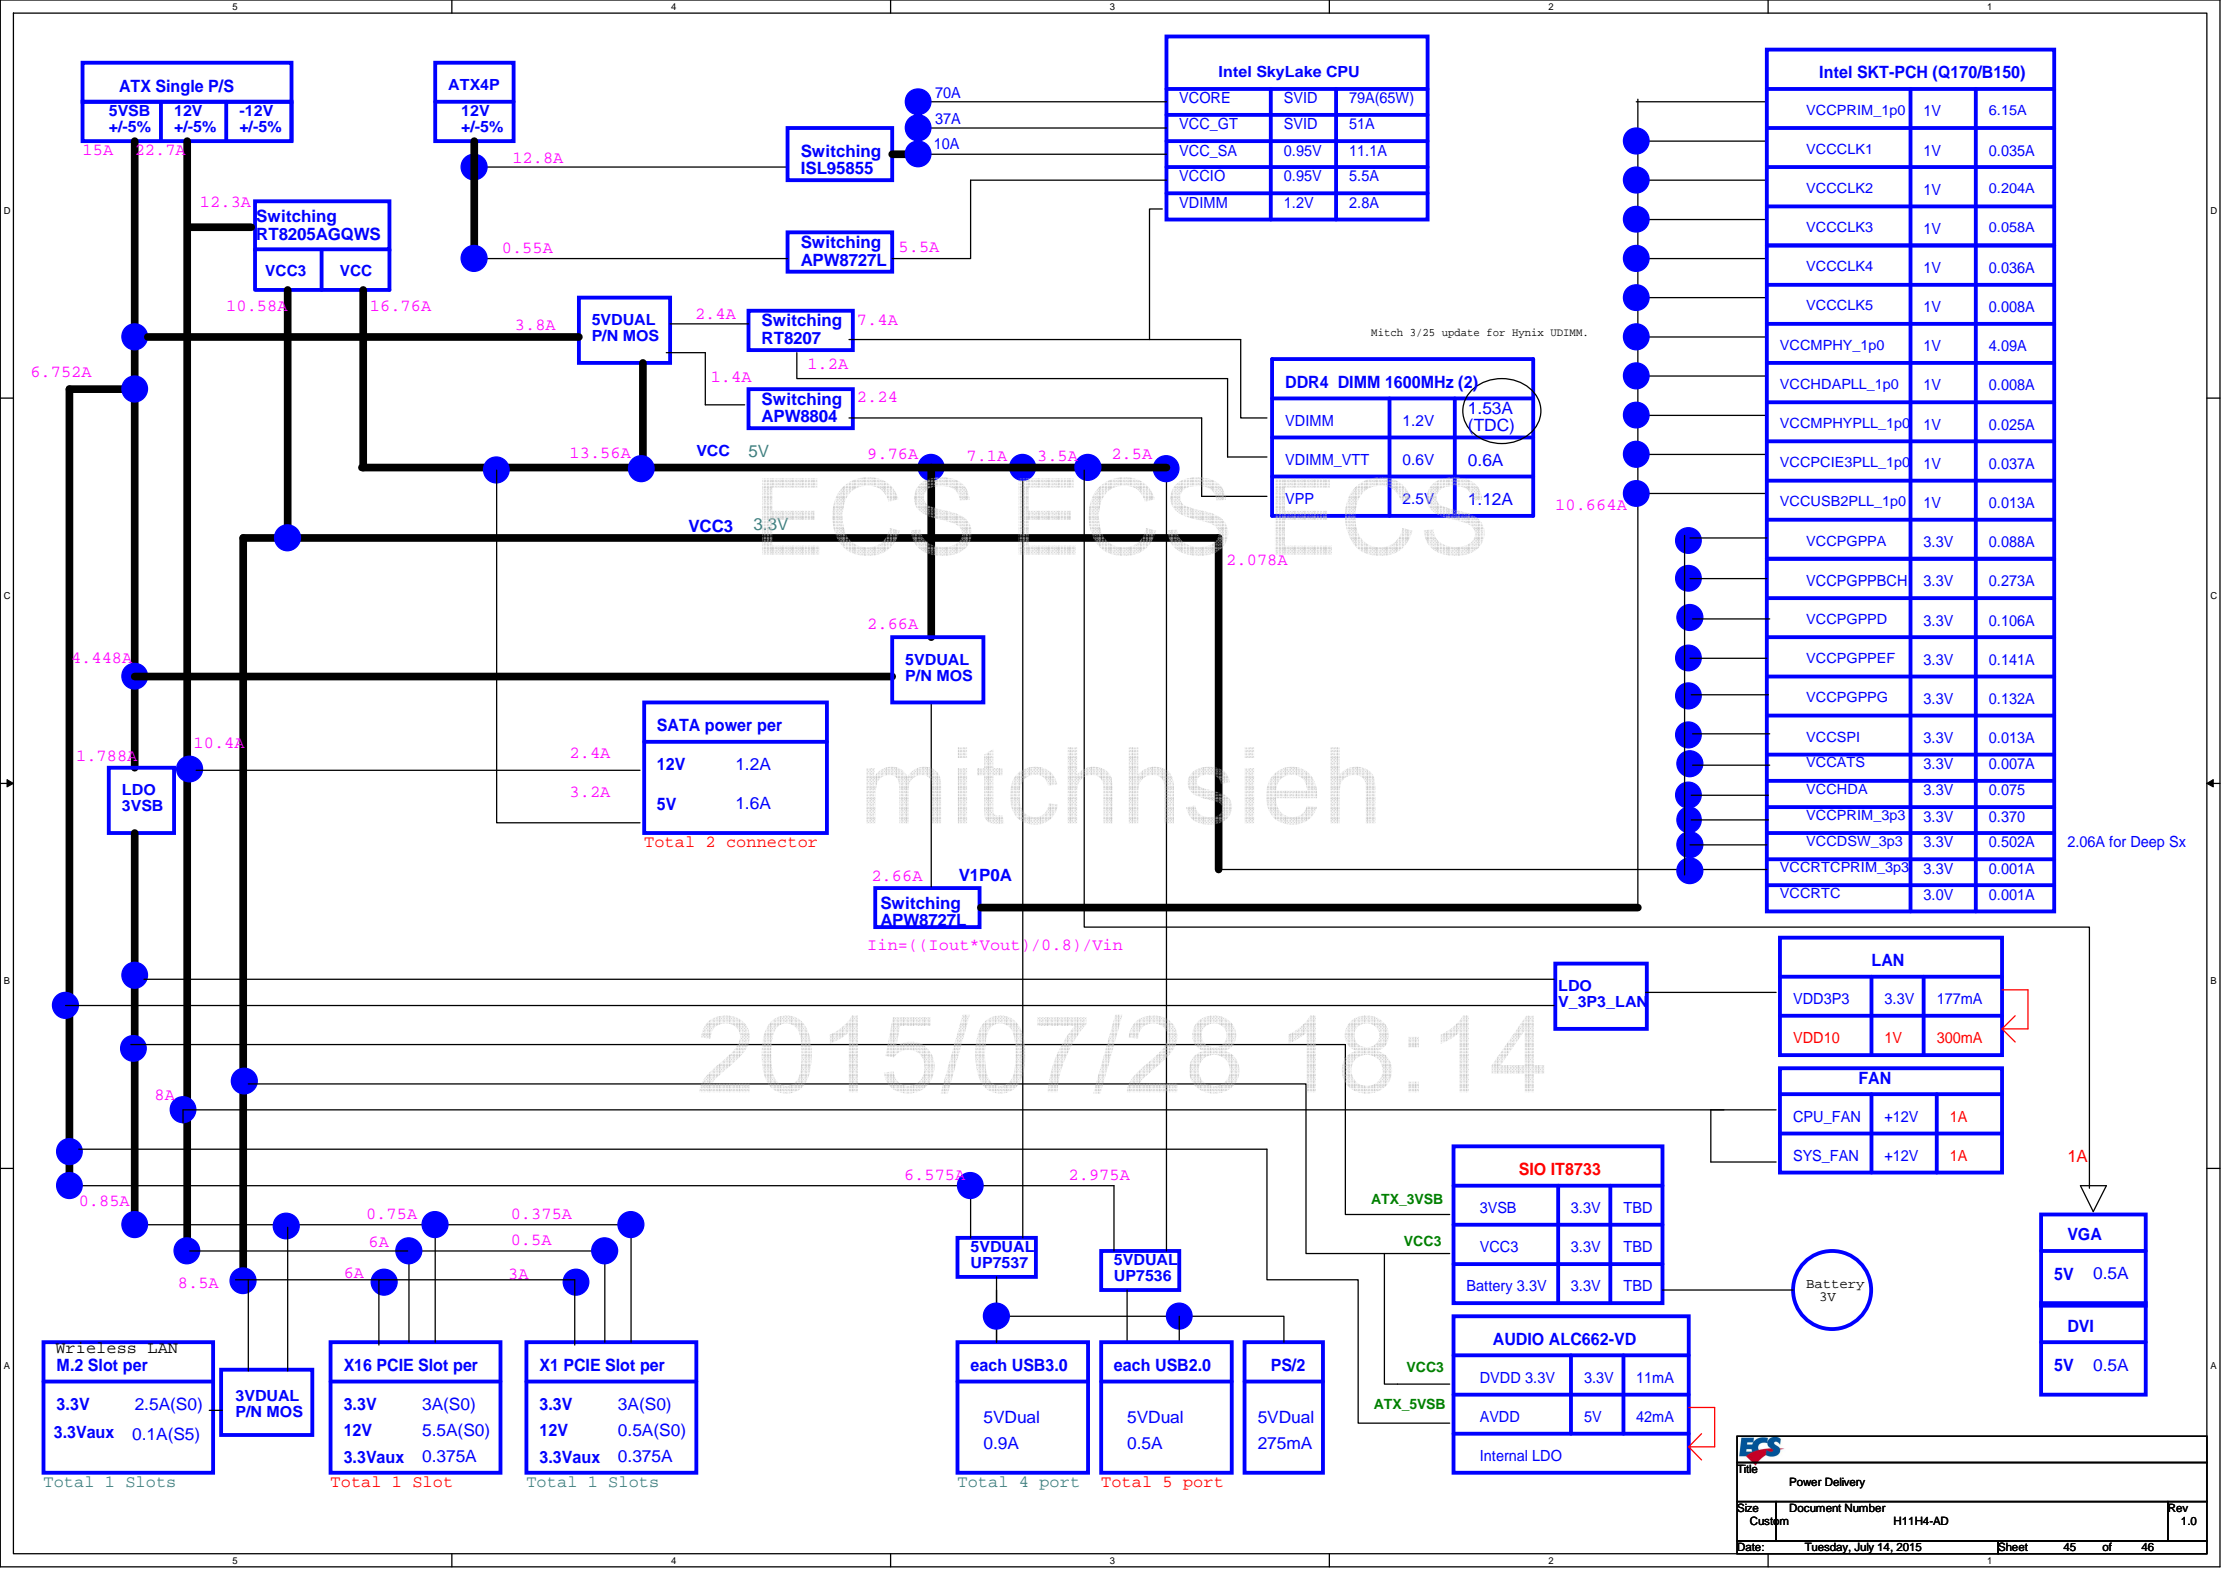 5 4 3 2 1
ATX Single P/S
5VSB +/-5%
12V +/-5%
-12V +/-5%
15A
22.7A
ATX4P
12V
+/-5%
12.8A
0.55A
Switching
ISL95855
70A
37A
10A
Switching
APW8727L
5.5A
Intel SkyLake CPU
VCORE SVID 79A(65W)
VCC_GT SVID 51A
VCC_SA 0.95V 11.1A
VCCIO 0.95V 5.5A
VDIMM 1.2V 2.8A
12.3A
Switching
RT8205AGQWS
VCC3 VCC
10.58A
16.76A
3.8A
5VDUAL
P/N MOS
2.4A
1.4A
Switching
RT8207
7.4A
1.2A
Switching
APW8804
2.24
Mitch 3/25 update for Hynix UDIMM.
DDR4 DIMM 1600MHz (2)
VDIMM 1.2V 1.53A (TDC)
VDIMM_VTT 0.6V 0.6A
VPP 2.5V 1.12A
6.752A
13.56A
VCC 5V
9.76A
7.1A
3.5A
2.5A
VCC3 3.3V
2.078A
10.664A
ECS ECS ECS
Intel SKT-PCH (Q170/B150)
VCCPRIM_1p0 1V 6.15A
VCCCLK1 1V 0.035A
VCCCLK2 1V 0.204A
VCCCLK3 1V 0.058A
VCCCLK4 1V 0.036A
VCCCLK5 1V 0.008A
VCCMPHY_1p0 1V 4.09A
VCCHDAPLL_1p0 1V 0.008A
VCCMPHYPLL_1p0 1V 0.025A
VCCPCIE3PLL_1p0 1V 0.037A
VCCUSB2PLL_1p0 1V 0.013A
VCCPGPPA 3.3V 0.088A
VCCPGPPBCH 3.3V 0.273A
VCCPGPPD 3.3V 0.106A
VCCPGPPEF 3.3V 0.141A
VCCPGPPG 3.3V 0.132A
VCCSPI 3.3V 0.013A
VCCATS 3.3V 0.007A
VCCHDA 3.3V 0.075
VCCPRIM_3p3 3.3V 0.370
VCCDSW_3p3 3.3V 0.502A
2.06A for Deep Sx
VCCRTCPRIM_3p3 3.3V 0.001A
VCCRTC 3.0V 0.001A
2.66A
4.448A
5VDUAL
P/N MOS
1.788A
10.4A
LDO
3VSB
2.4A
3.2A
SATA power per
12V 1.2A
5V 1.6A
Total 2 connector
mitchhsieh
2.66A
V1P0A
Switching
APW8727L
Iin=((Iout*Vout)/0.8)/Vin
2015/07/28 18:14
LDO
V_3P3_LAN
LAN
VDD3P3 3.3V 177mA
VDD10 1V 300mA
FAN
CPU_FAN +12V 1A
SYS_FAN +12V 1A
8A
0.85A
0.75A
0.375A
6A
0.5A
8.5A
6A
3A
6.575A
2.975A
5VDUAL
UP7537
5VDUAL
UP7536
ATX_3VSB
VCC3
SIO IT8733
3VSB 3.3V TBD
VCC3 3.3V TBD
Battery 3.3V 3.3V TBD
Battery
3V
1A
VGA
5V 0.5A
DVI
5V 0.5A
Wrieless LAN
M.2 Slot per
3.3V 2.5A(S0)
3.3Vaux 0.1A(S5)
Total 1 Slots
3VDUAL
P/N MOS
X16 PCIE Slot per
3.3V 3A(S0)
12V 5.5A(S0)
3.3Vaux 0.375A
Total 1 Slot
X1 PCIE Slot per
3.3V 3A(S0)
12V 0.5A(S0)
3.3Vaux 0.375A
Total 1 Slots
each USB3.0
5VDual
0.9A
Total 4 port
each USB2.0
5VDual
0.5A
Total 5 port
PS/2
5VDual
275mA
VCC3
ATX_5VSB
AUDIO ALC662-VD
DVDD 3.3V 3.3V 11mA
AVDD 5V 42mA
Internal LDO
ECS
Title
Power Delivery
Size Document Number Rev
Custom H11H4-AD 1.0
Date: Tuesday, July 14, 2015 Sheet 45 of 46
D D
C C
B B
A A
5 4 3 2 1